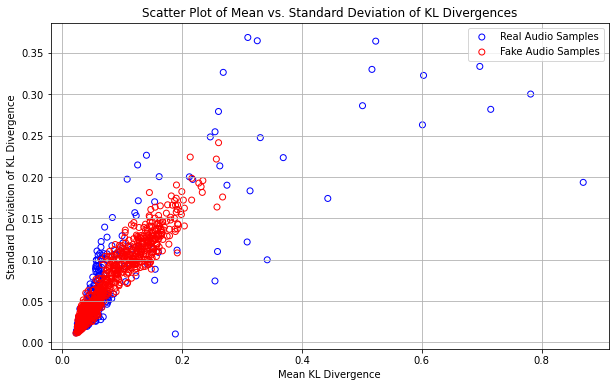 Scatter Plot of Mean vs. Standard Deviation of KL Divergences
Real Audio Samples
Fake Audio Samples
Standard Deviation of KL Divergence
0.35
0.30
0.25
0.20
0.15
0.10
0.05
0.00
0.0 0.2 0.4 0.6 0.8
Mean KL Divergence